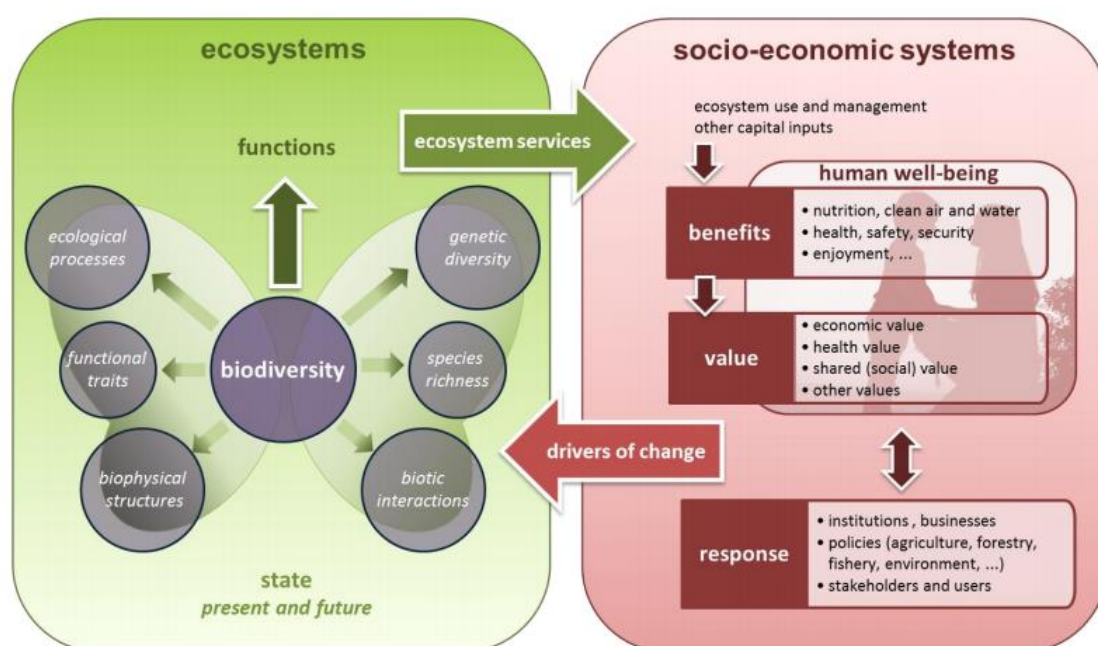 ecosystems
functions
ecological
processes
genetic
diversity
functional
traits
biodiversity
species
richness
biophysical
structures
biotic
interactions
state
present and future
ecosystem services
drivers of change
socio-economic systems
ecosystem use and management
other capital inputs
human well-being
benefits
• nutrition, clean air and water
• health, safety, security
• enjoyment, ...
value
• economic value
• health value
• shared (social) value
• other values
response
• institutions , businesses
• policies (agriculture, forestry,
fishery, environment, ...)
• stakeholders and users